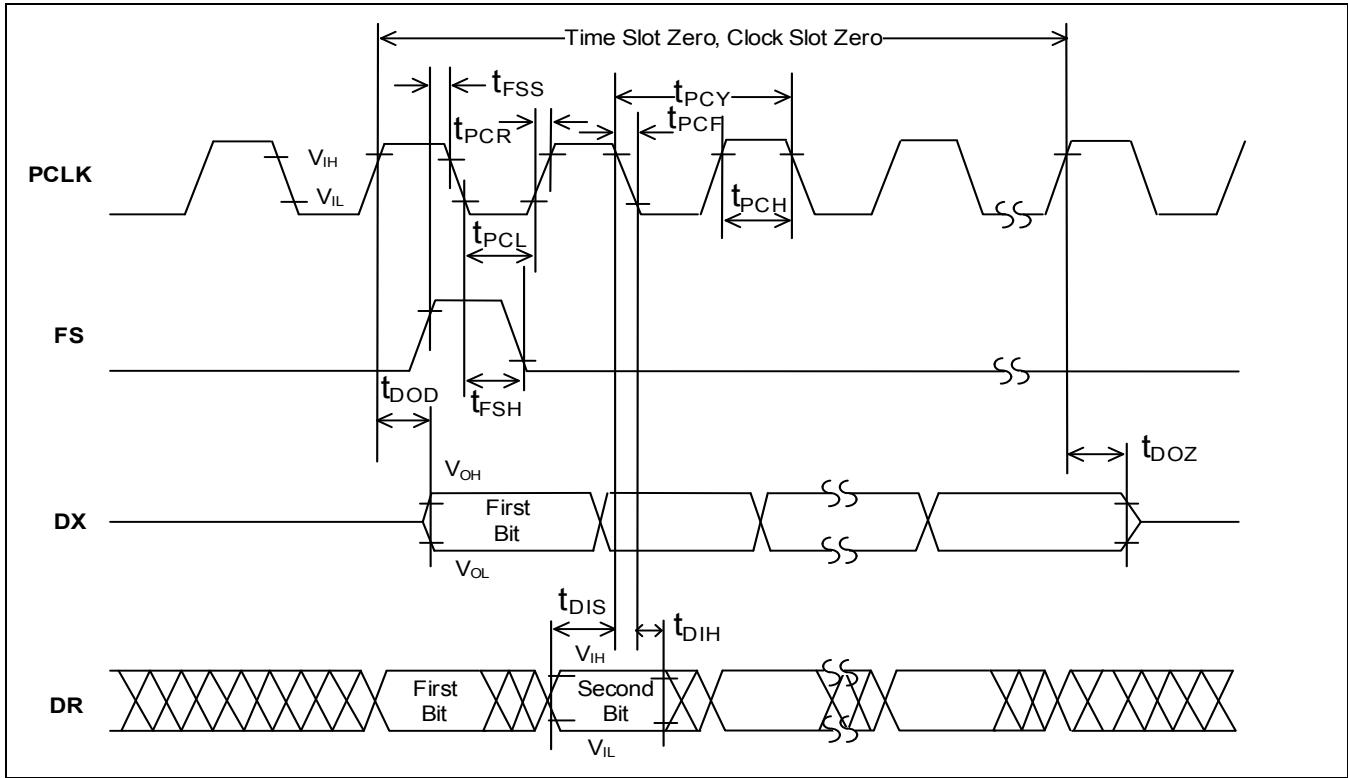 Time Slot Zero, Clock Slot Zero
tFSS
tPCY
tPCR
tPCF
PCLK
VIH
VIL
tPCH
tPCL
FS
tDOD
tFSH
tDOZ
VOH
DX
First
Bit
VOL
tDIS
tDIH
VIH
DR
First
Bit
Second
Bit
VIL